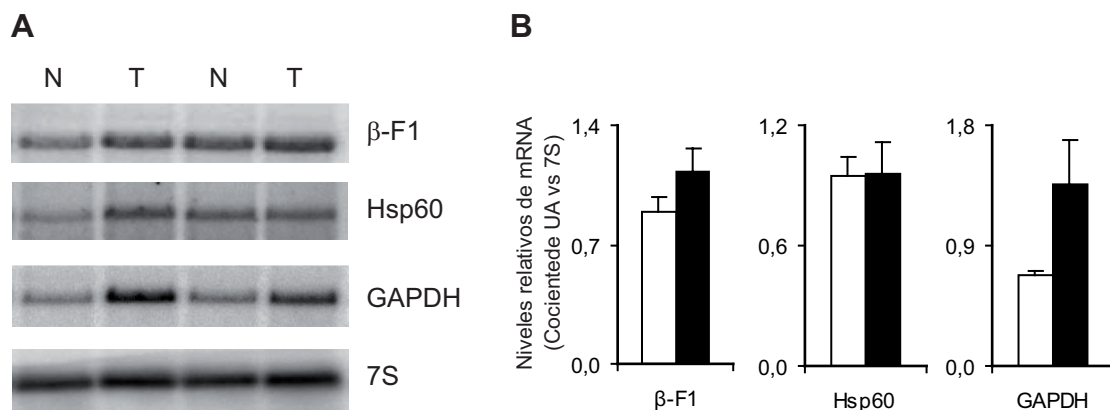 A
N T N T
β-F1
Hsp60
GAPDH
7S
B
Niveles relativos de mRNA
(Cocientede UA vs 7S)
1,4
0,7
0,0
β-F1
1,2
0,6
0,0
Hsp60
1,8
0,9
0,0
GAPDH